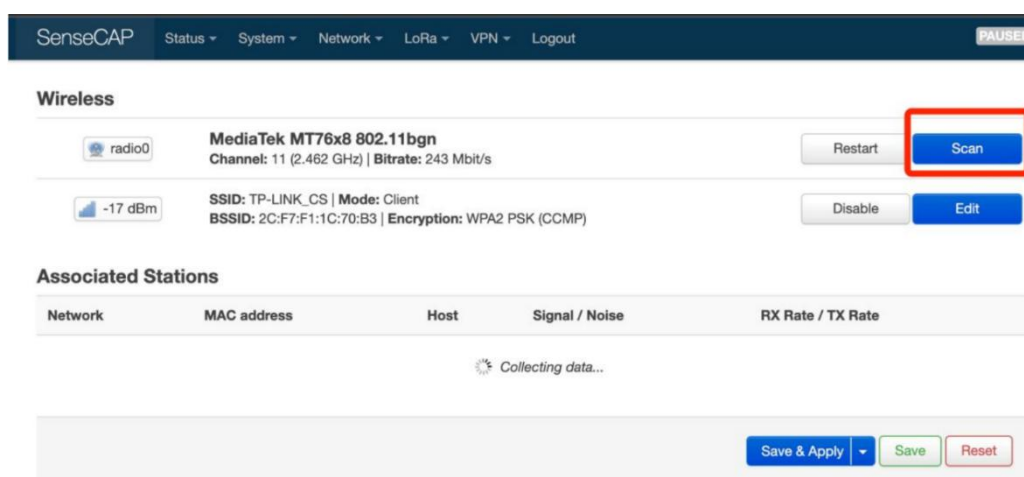 SenseCAP Status System Network LoRa VPN Logout PAUSED
Wireless
radio0
MediaTek MT76x8 802.11bgn
Channel: 11 (2.462 GHz) | Bitrate: 243 Mbit/s
Restart Scan
-17 dBm
SSID: TP-LINK_CS | Mode: Client
BSSID: 2C:F7:F1:1C:70:B3 | Encryption: WPA2 PSK (CCMP)
Disable Edit
Associated Stations
Network MAC address Host Signal / Noise RX Rate / TX Rate
Collecting data...
Save & Apply Save Reset